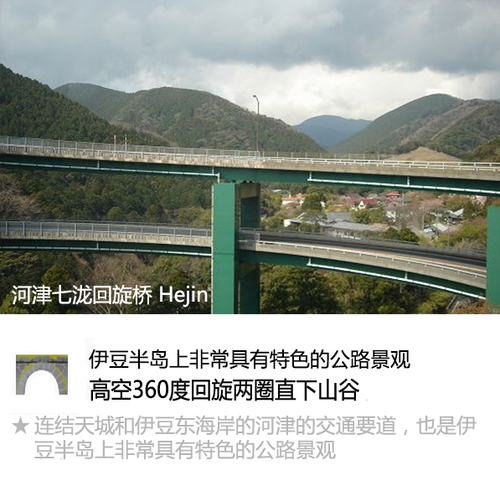 河津七泷回旋桥 Hejin
伊豆半岛上非常具有特色的公路景观
高空360度回旋两圈直下山谷
★ 连结天城和伊豆东海岸的河津的交通要道，也是伊
豆半岛上非常具有特色的公路景观